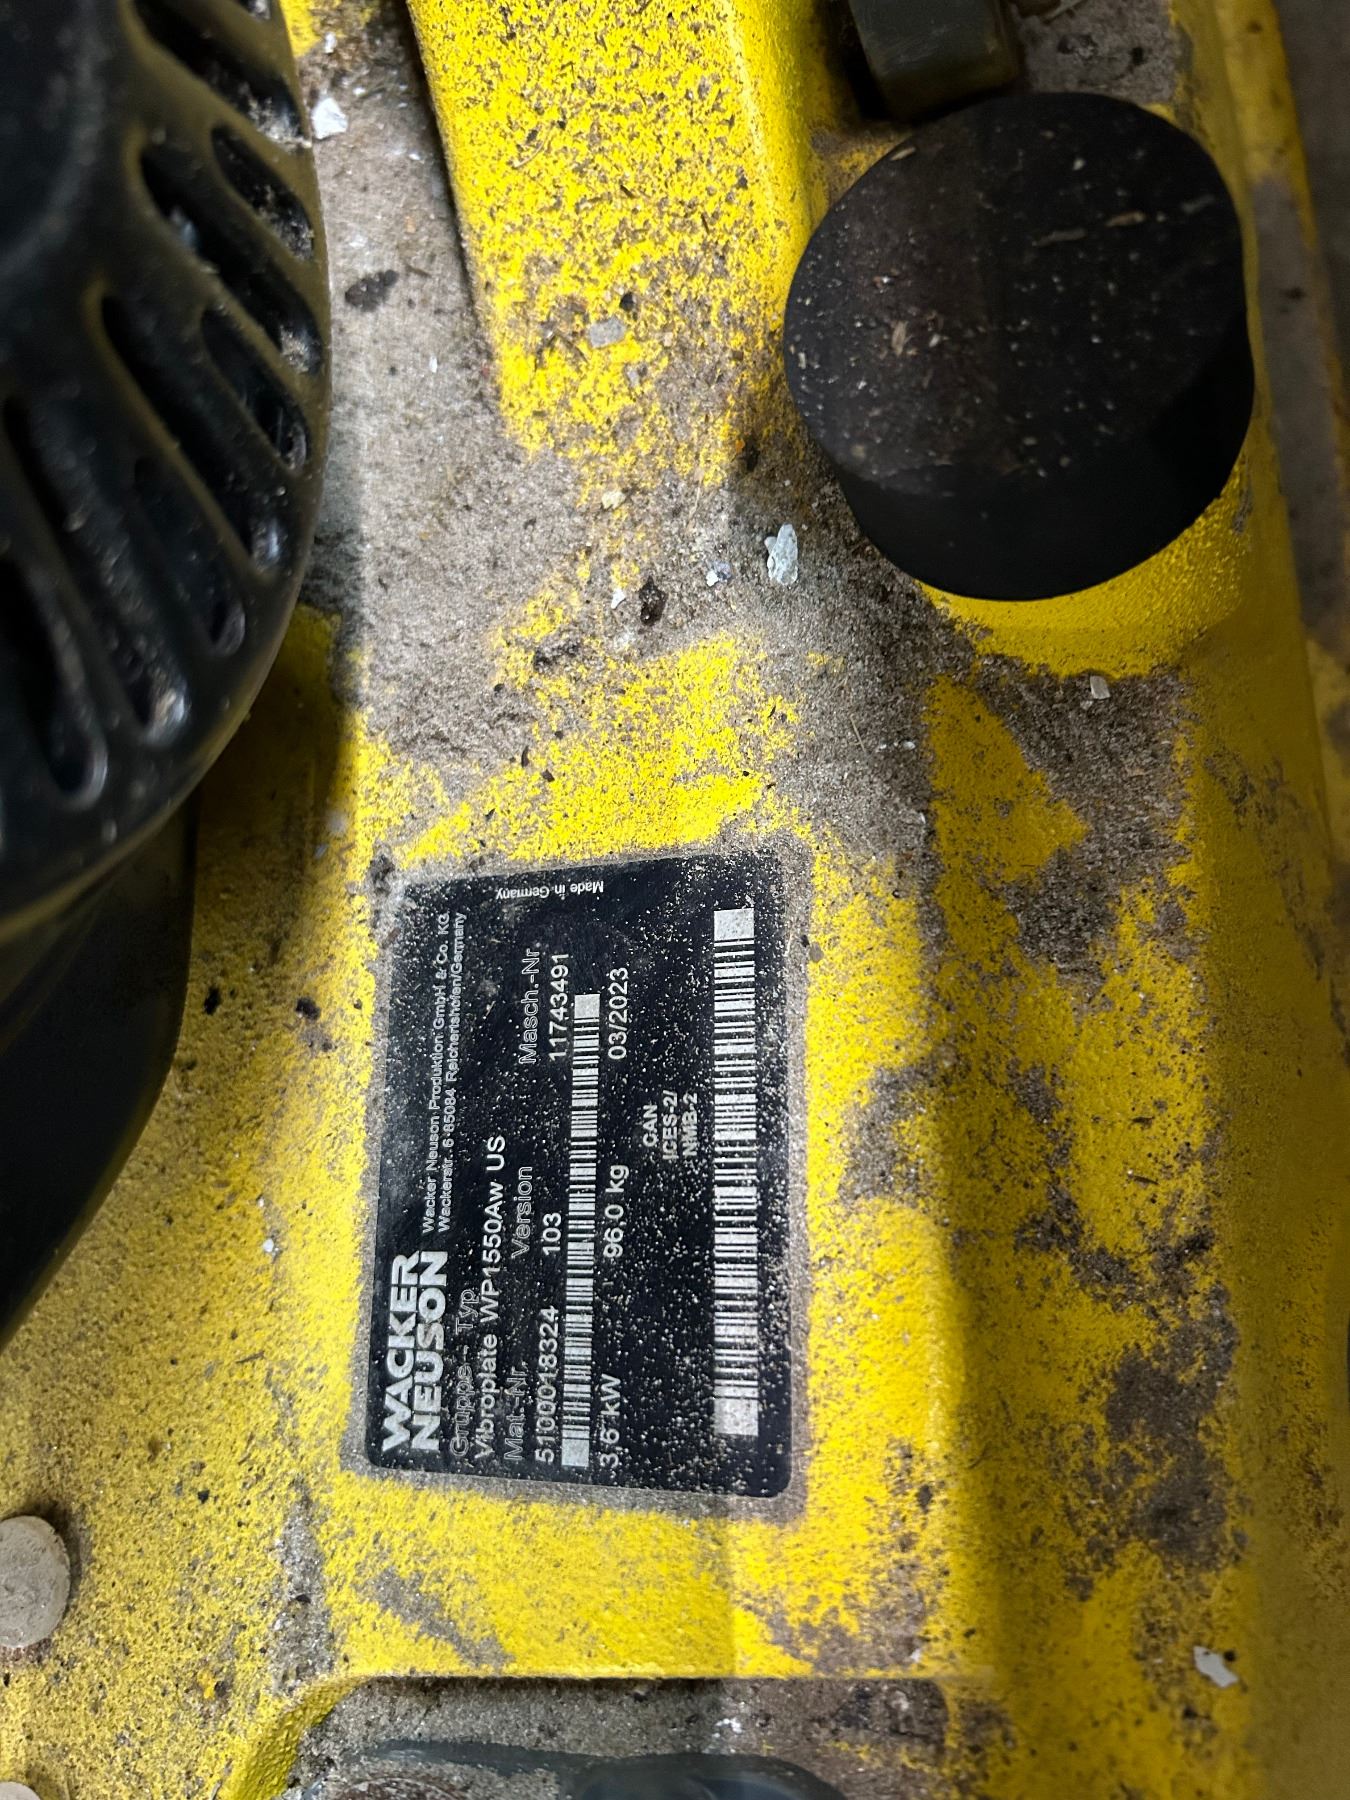 WACKER
NEUSON
Wacker Neuson Produktion GmbH & Co. KG
Wackerstr. 6 85084 Reichertshofen/Germany
Gruppe - Typ
Vibroplate WP1550Aw US
Mat.-Nr. Version Masch.-Nr.
5100018324 103 11743491
3.6 kW 96.0 kg 03/2023
CAN
ICES-2/
NMB-2
Made in Germany